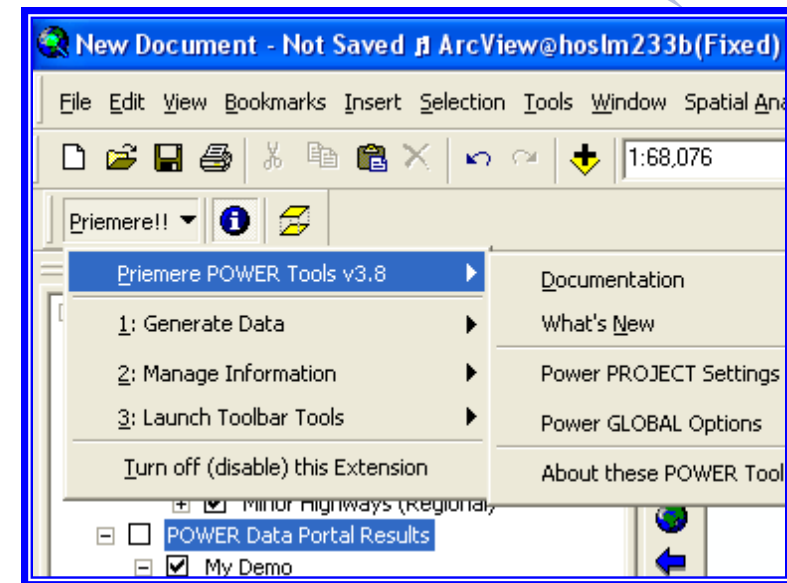 New Document - Not Saved ArcView@hoslm233b(Fixed)
File Edit View Bookmarks Insert Selection Tools Window Spatial Ana
1:68,076
Priemere!!
Priemere POWER Tools v3.8
Documentation
1: Generate Data
What's New
2: Manage Information
Power PROJECT Settings
3: Launch Toolbar Tools
Power GLOBAL Options
Turn off (disable) this Extension
About these POWER Tool
Minor Highways (Regional)
POWER Data Portal Results
My Demo